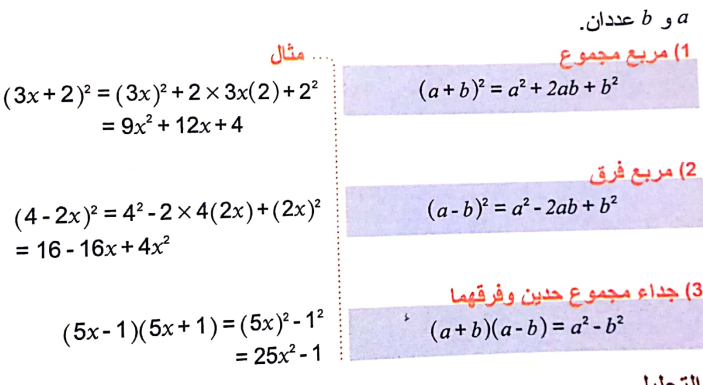 a و b عددان.
1) مربع مجموع
(a+b)² = a² + 2ab + b²
مثال
(3x+2)² = (3x)² + 2 × 3x(2) + 2²
= 9x² + 12x + 4
2) مربع فرق
(a-b)² = a² - 2ab + b²
(4 - 2x)² = 4² - 2 × 4(2x) + (2x)²
= 16 - 16x + 4x²
3) جداء مجموع حدين وفرقهما
(a+b)(a-b) = a² - b²
(5x-1)(5x+1) = (5x)² - 1²
= 25x² - 1